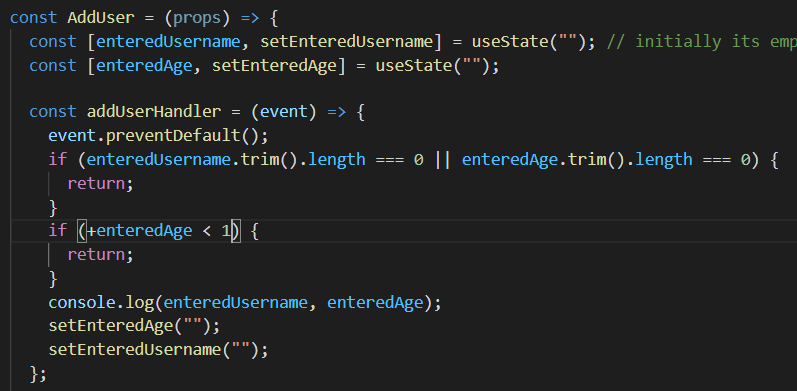 const AddUser = (props) => {
const [enteredUsername, setEnteredUsername] = useState(""); // initially its emp
const [enteredAge, setEnteredAge] = useState("");
const addUserHandler = (event) => {
event.preventDefault();
if (enteredUsername.trim().length === 0 || enteredAge.trim().length === 0) {
return;
}
if (+enteredAge < 1) {
return;
}
console.log(enteredUsername, enteredAge);
setEnteredAge("");
setEnteredUsername("");
};